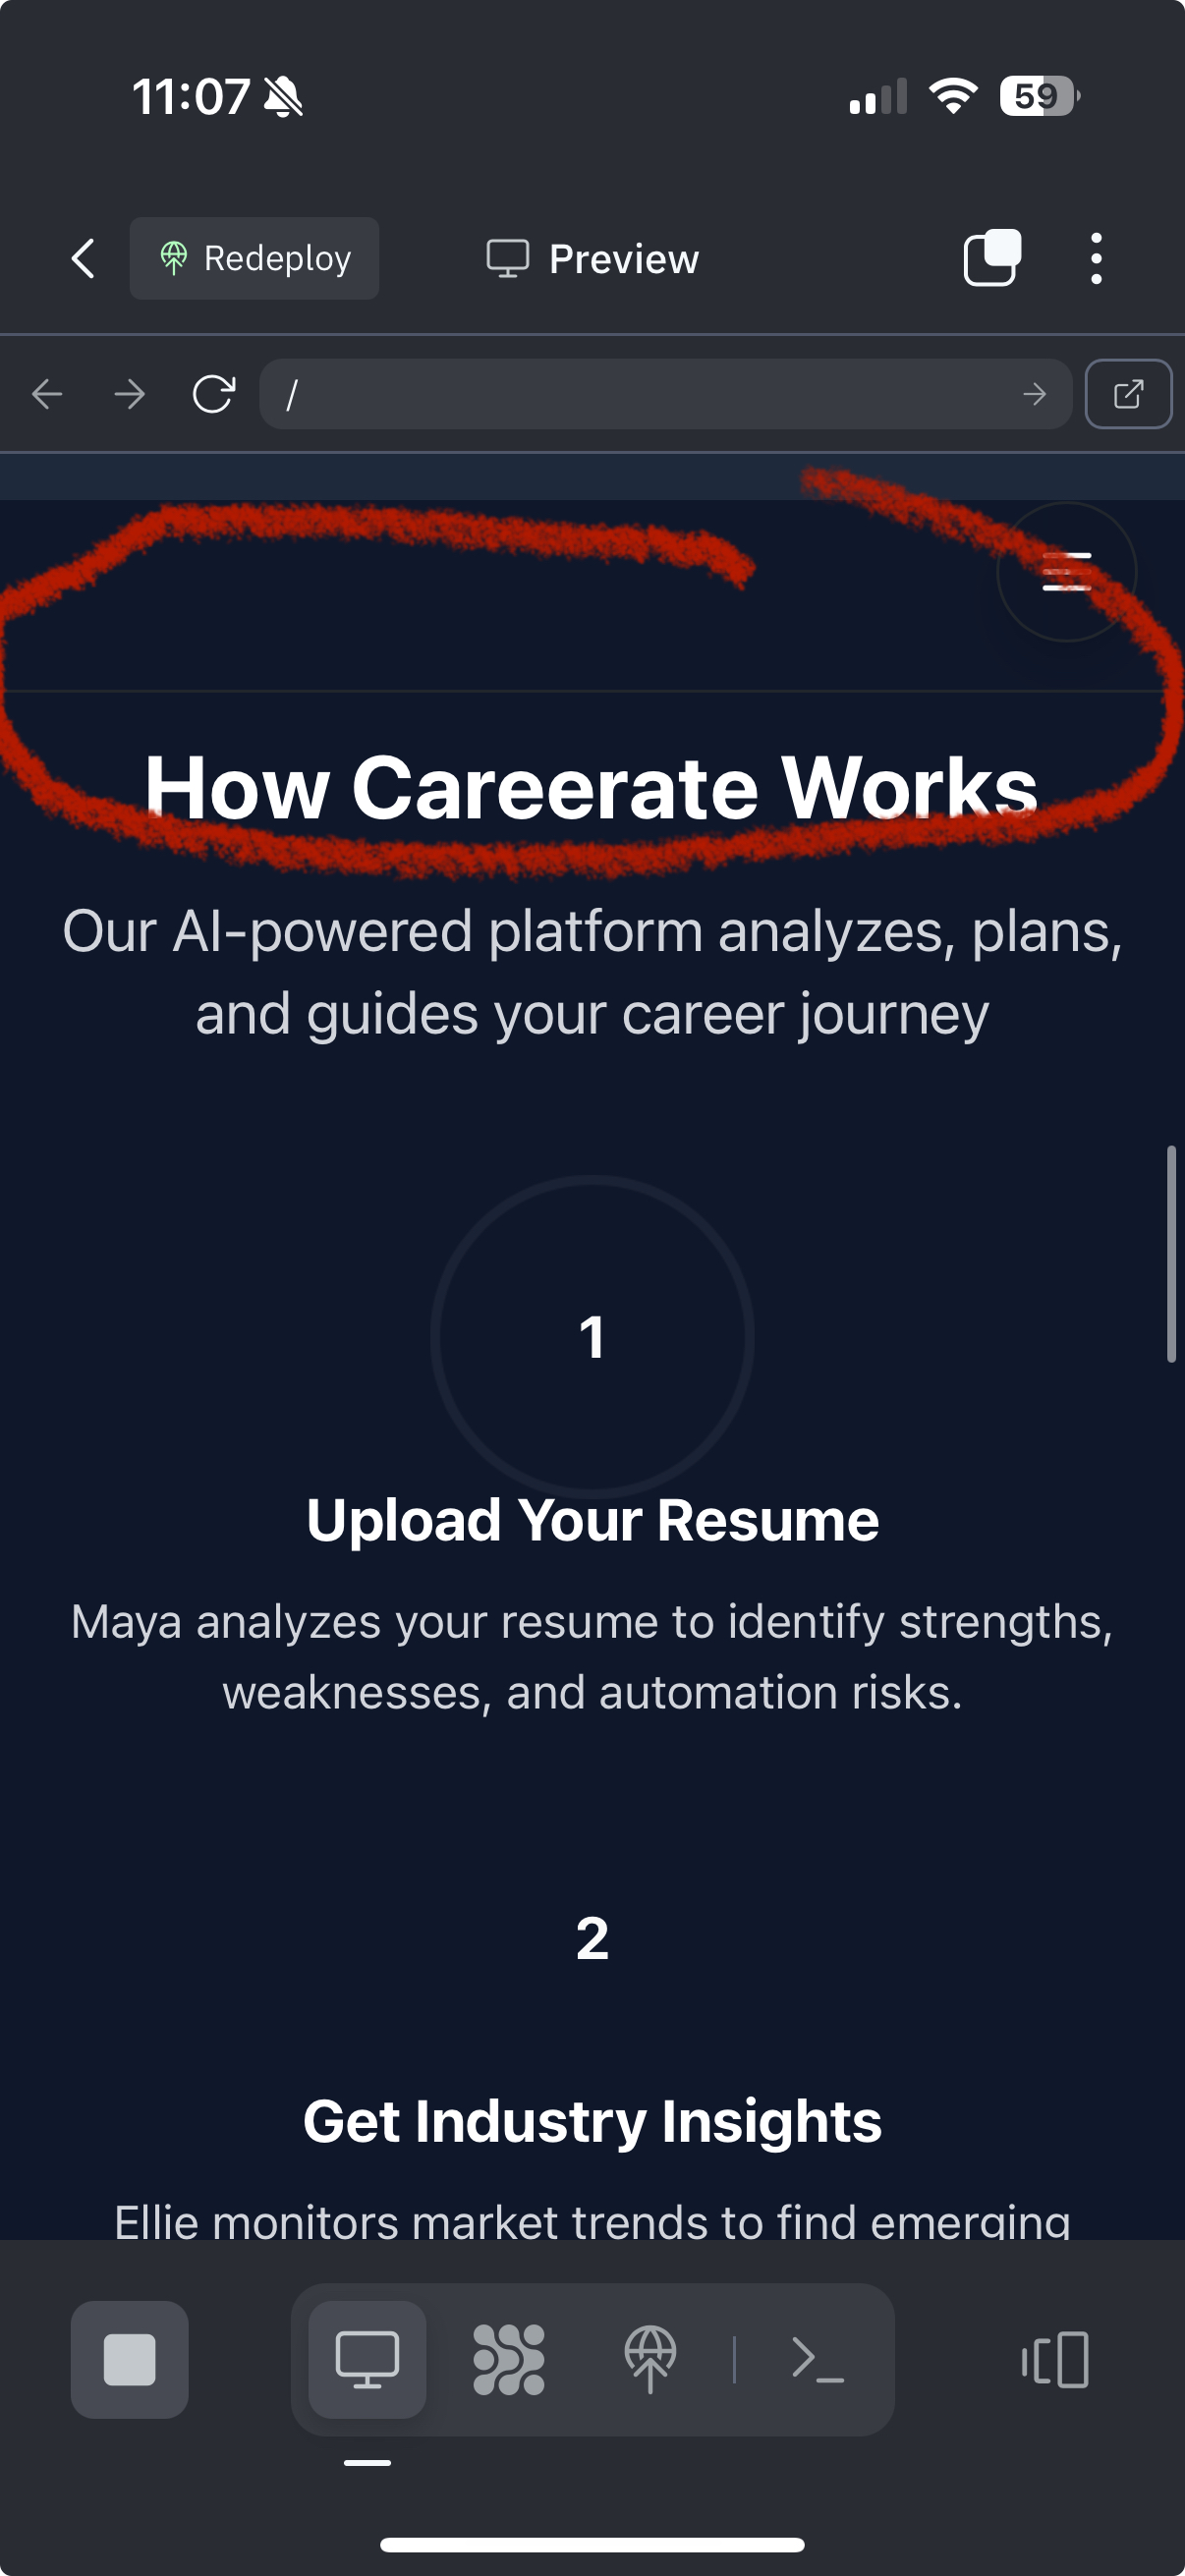 11:07
59
Redeploy
Preview
/
How Careerate Works
Our AI-powered platform analyzes, plans,
and guides your career journey
1
Upload Your Resume
Maya analyzes your resume to identify strengths,
weaknesses, and automation risks.
2
Get Industry Insights
Ellie monitors market trends to find emerging